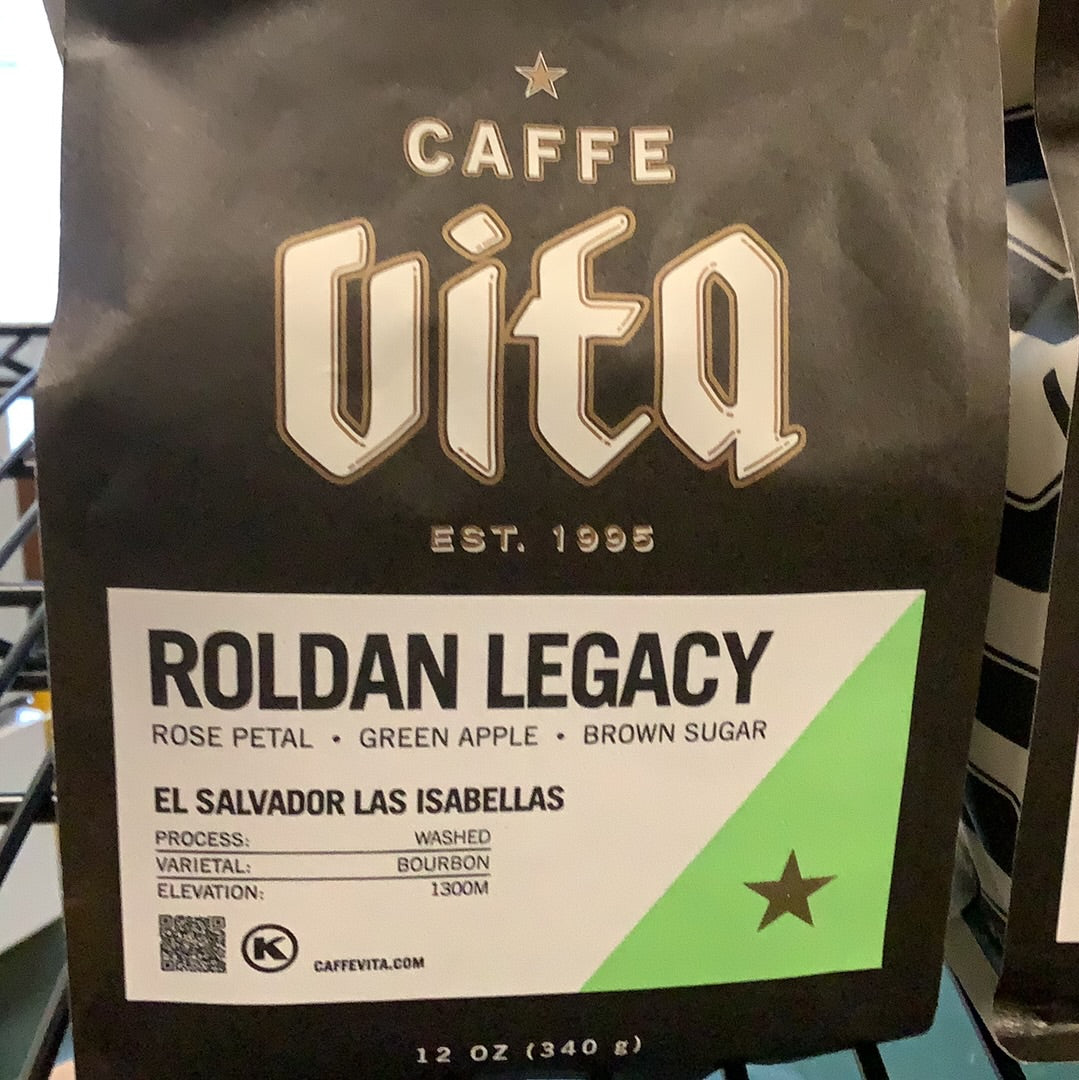 CAFFE
Vita
EST. 1995
ROLDAN LEGACY
ROSE PETAL • GREEN APPLE • BROWN SUGAR
EL SALVADOR LAS ISABELLAS
PROCESS: WASHED
VARIETAL: BOURBON
ELEVATION: 1300M
K
CAFFEVITA.COM
12 OZ (340 g)